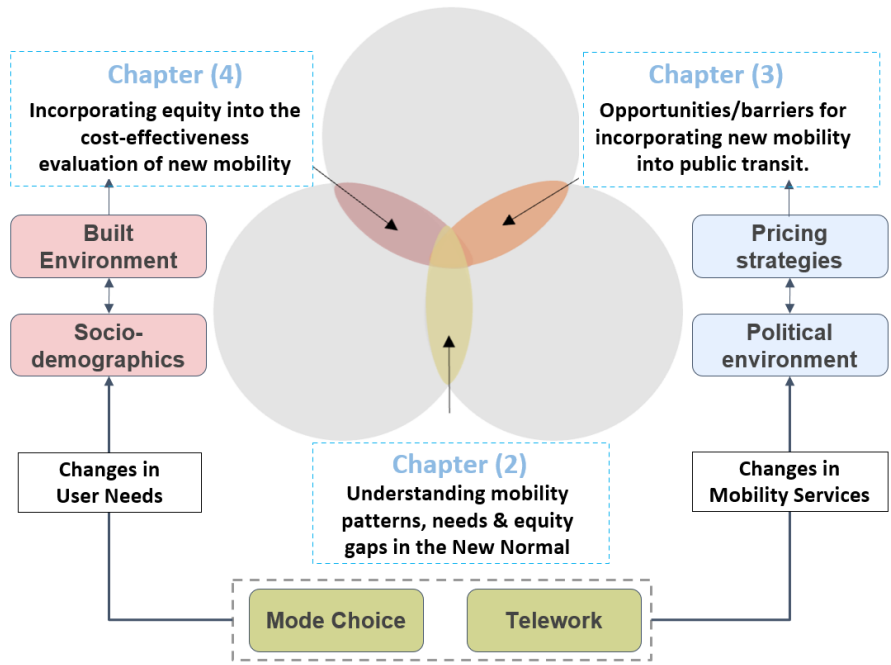 Chapter (4)
Incorporating equity into the
cost-effectiveness
evaluation of new mobility
Chapter (3)
Opportunities/barriers for
incorporating new mobility
into public transit.
Built
Environment
Pricing
strategies
Socio-
demographics
Political
environment
Changes in
User Needs
Chapter (2)
Understanding mobility
patterns, needs & equity
gaps in the New Normal
Changes in
Mobility Services
Mode Choice
Telework